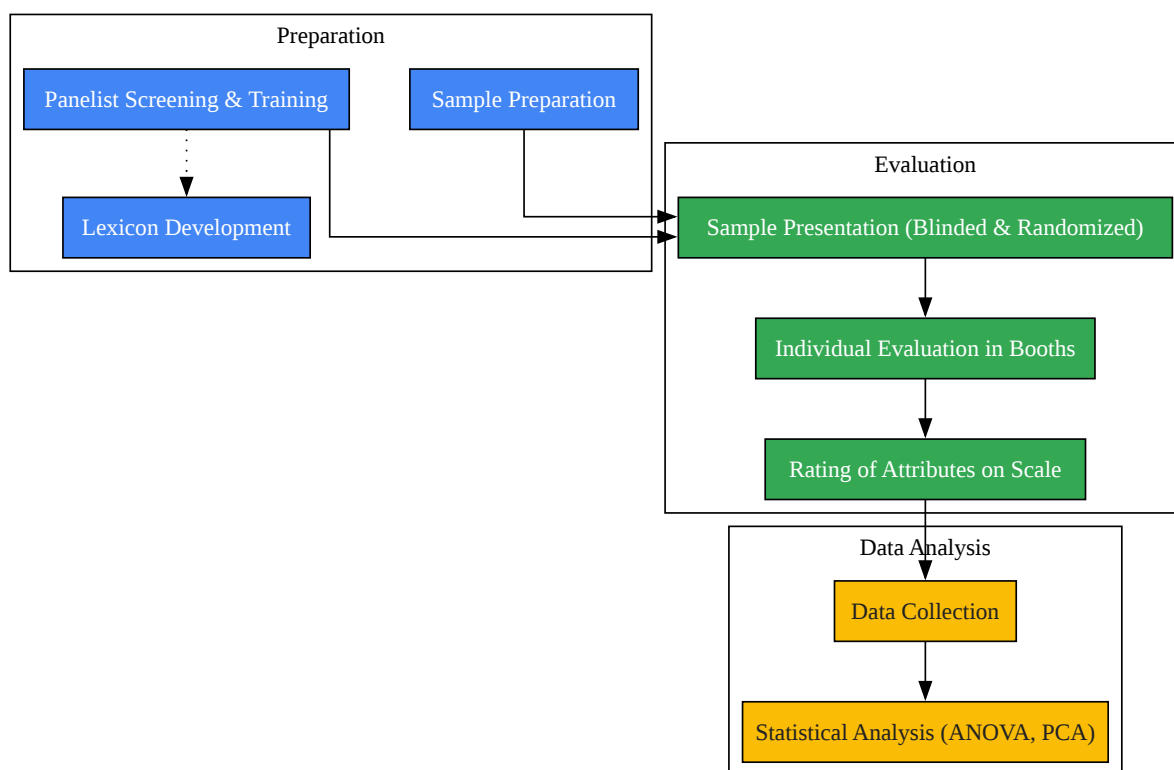 Preparation
Panelist Screening & Training
Sample Preparation
Lexicon Development
Evaluation
Sample Presentation (Blinded & Randomized)
Individual Evaluation in Booths
Rating of Attributes on Scale
Data Analysis
Data Collection
Statistical Analysis (ANOVA, PCA)